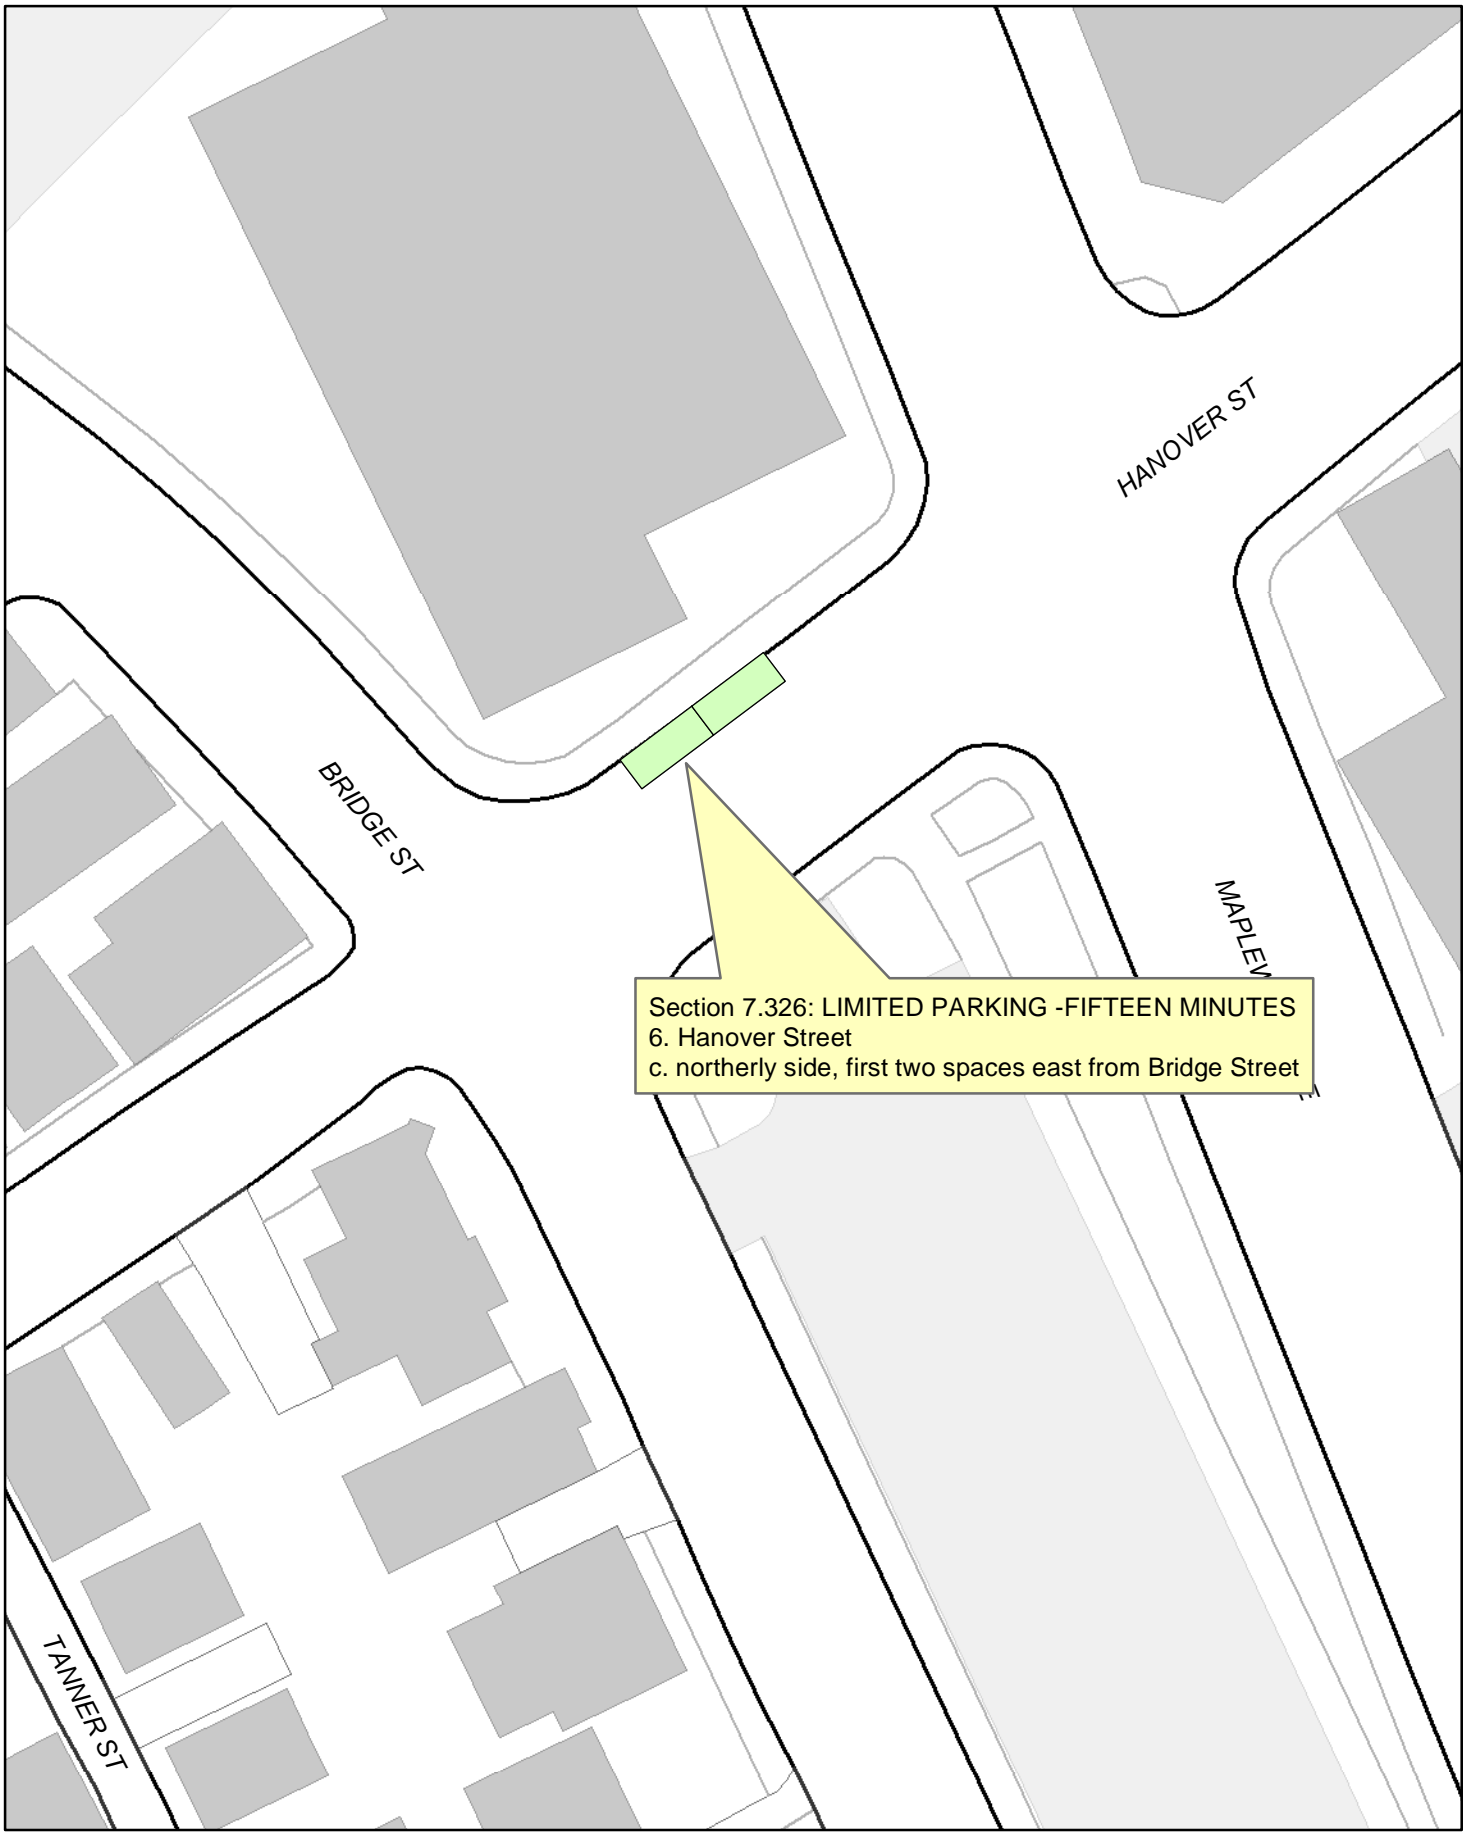 HANOVER ST
BRIDGE ST
Section 7.326: LIMITED PARKING -FIFTEEN MINUTES
6. Hanover Street
c. northerly side, first two spaces east from Bridge Street
TANNER ST